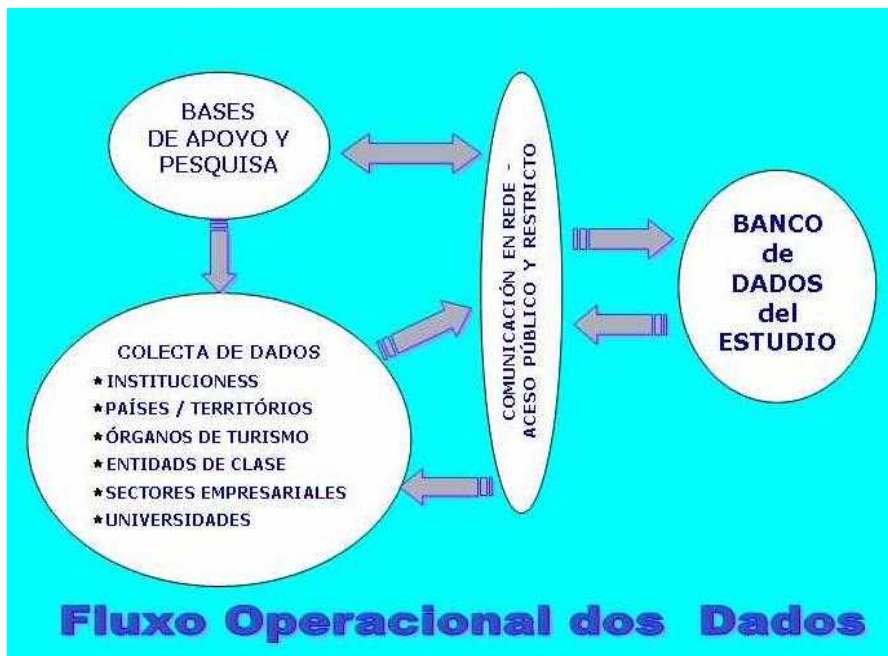 BASES
DE APOYO Y
PESQUISA
COMUNICACIÓN EN REDE -
ACESO PÚBLICO Y RESTRICTO
BANCO
de
DADOS
del
ESTUDIO
COLECTA DE DADOS
* INSTITUCIONESS
* PAÍSES / TERRITÓRIOS
* ÓRGANOS DE TURISMO
* ENTIDADS DE CLASE
* SECTORES EMPRESARIALES
* UNIVERSIDADES
Fluxo Operacional dos Dados